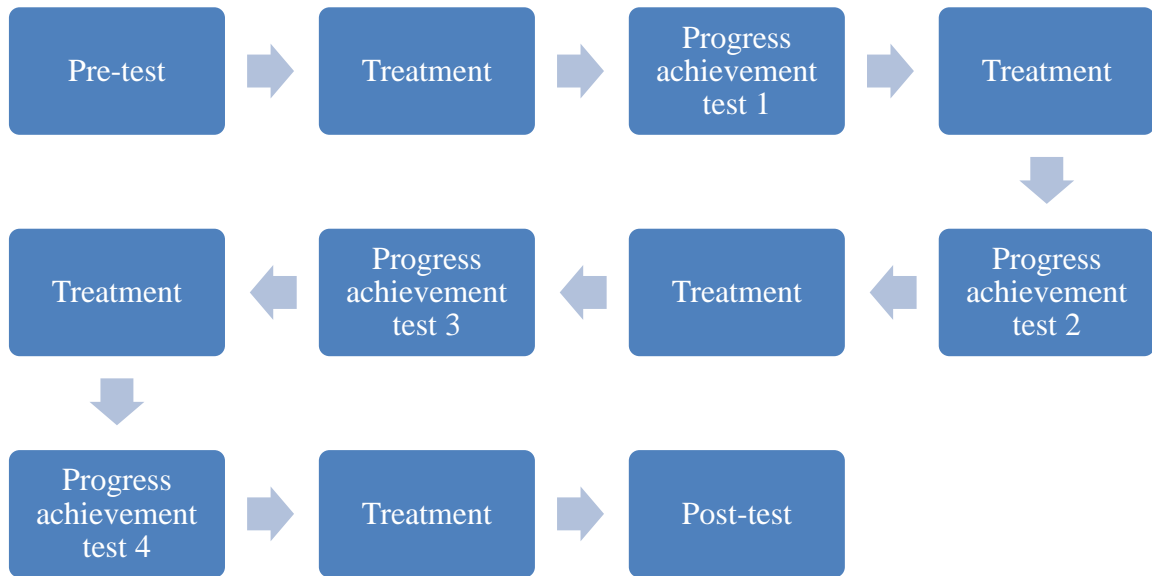 Pre-test
Treatment
Progress
achievement
test 1
Treatment
Progress
achievement
test 2
Treatment
Progress
achievement
test 3
Treatment
Progress
achievement
test 4
Treatment
Post-test